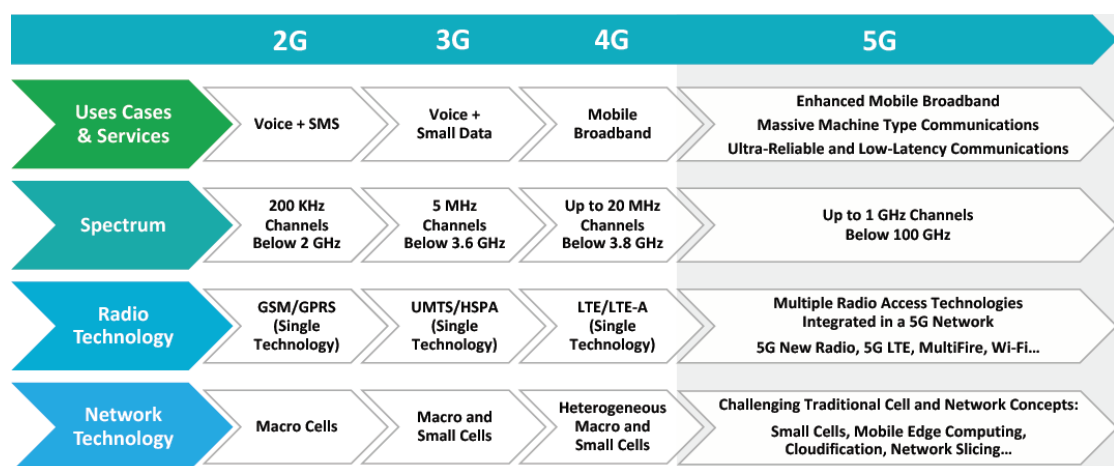 2G 3G 4G 5G
Uses Cases
& Services
Voice + SMS
Voice +
Small Data
Mobile
Broadband
Enhanced Mobile Broadband
Massive Machine Type Communications
Ultra-Reliable and Low-Latency Communications
Spectrum
200 KHz
Channels
Below 2 GHz
5 MHz
Channels
Below 3.6 GHz
Up to 20 MHz
Channels
Below 3.8 GHz
Up to 1 GHz Channels
Below 100 GHz
Radio
Technology
GSM/GPRS
(Single
Technology)
UMTS/HSPA
(Single
Technology)
LTE/LTE-A
(Single
Technology)
Multiple Radio Access Technologies
Integrated in a 5G Network
5G New Radio, 5G LTE, MultiFire, Wi-Fi...
Network
Technology
Macro Cells
Macro and
Small Cells
Heterogeneous
Macro and
Small Cells
Challenging Traditional Cell and Network Concepts:
Small Cells, Mobile Edge Computing,
Cloudification, Network Slicing...